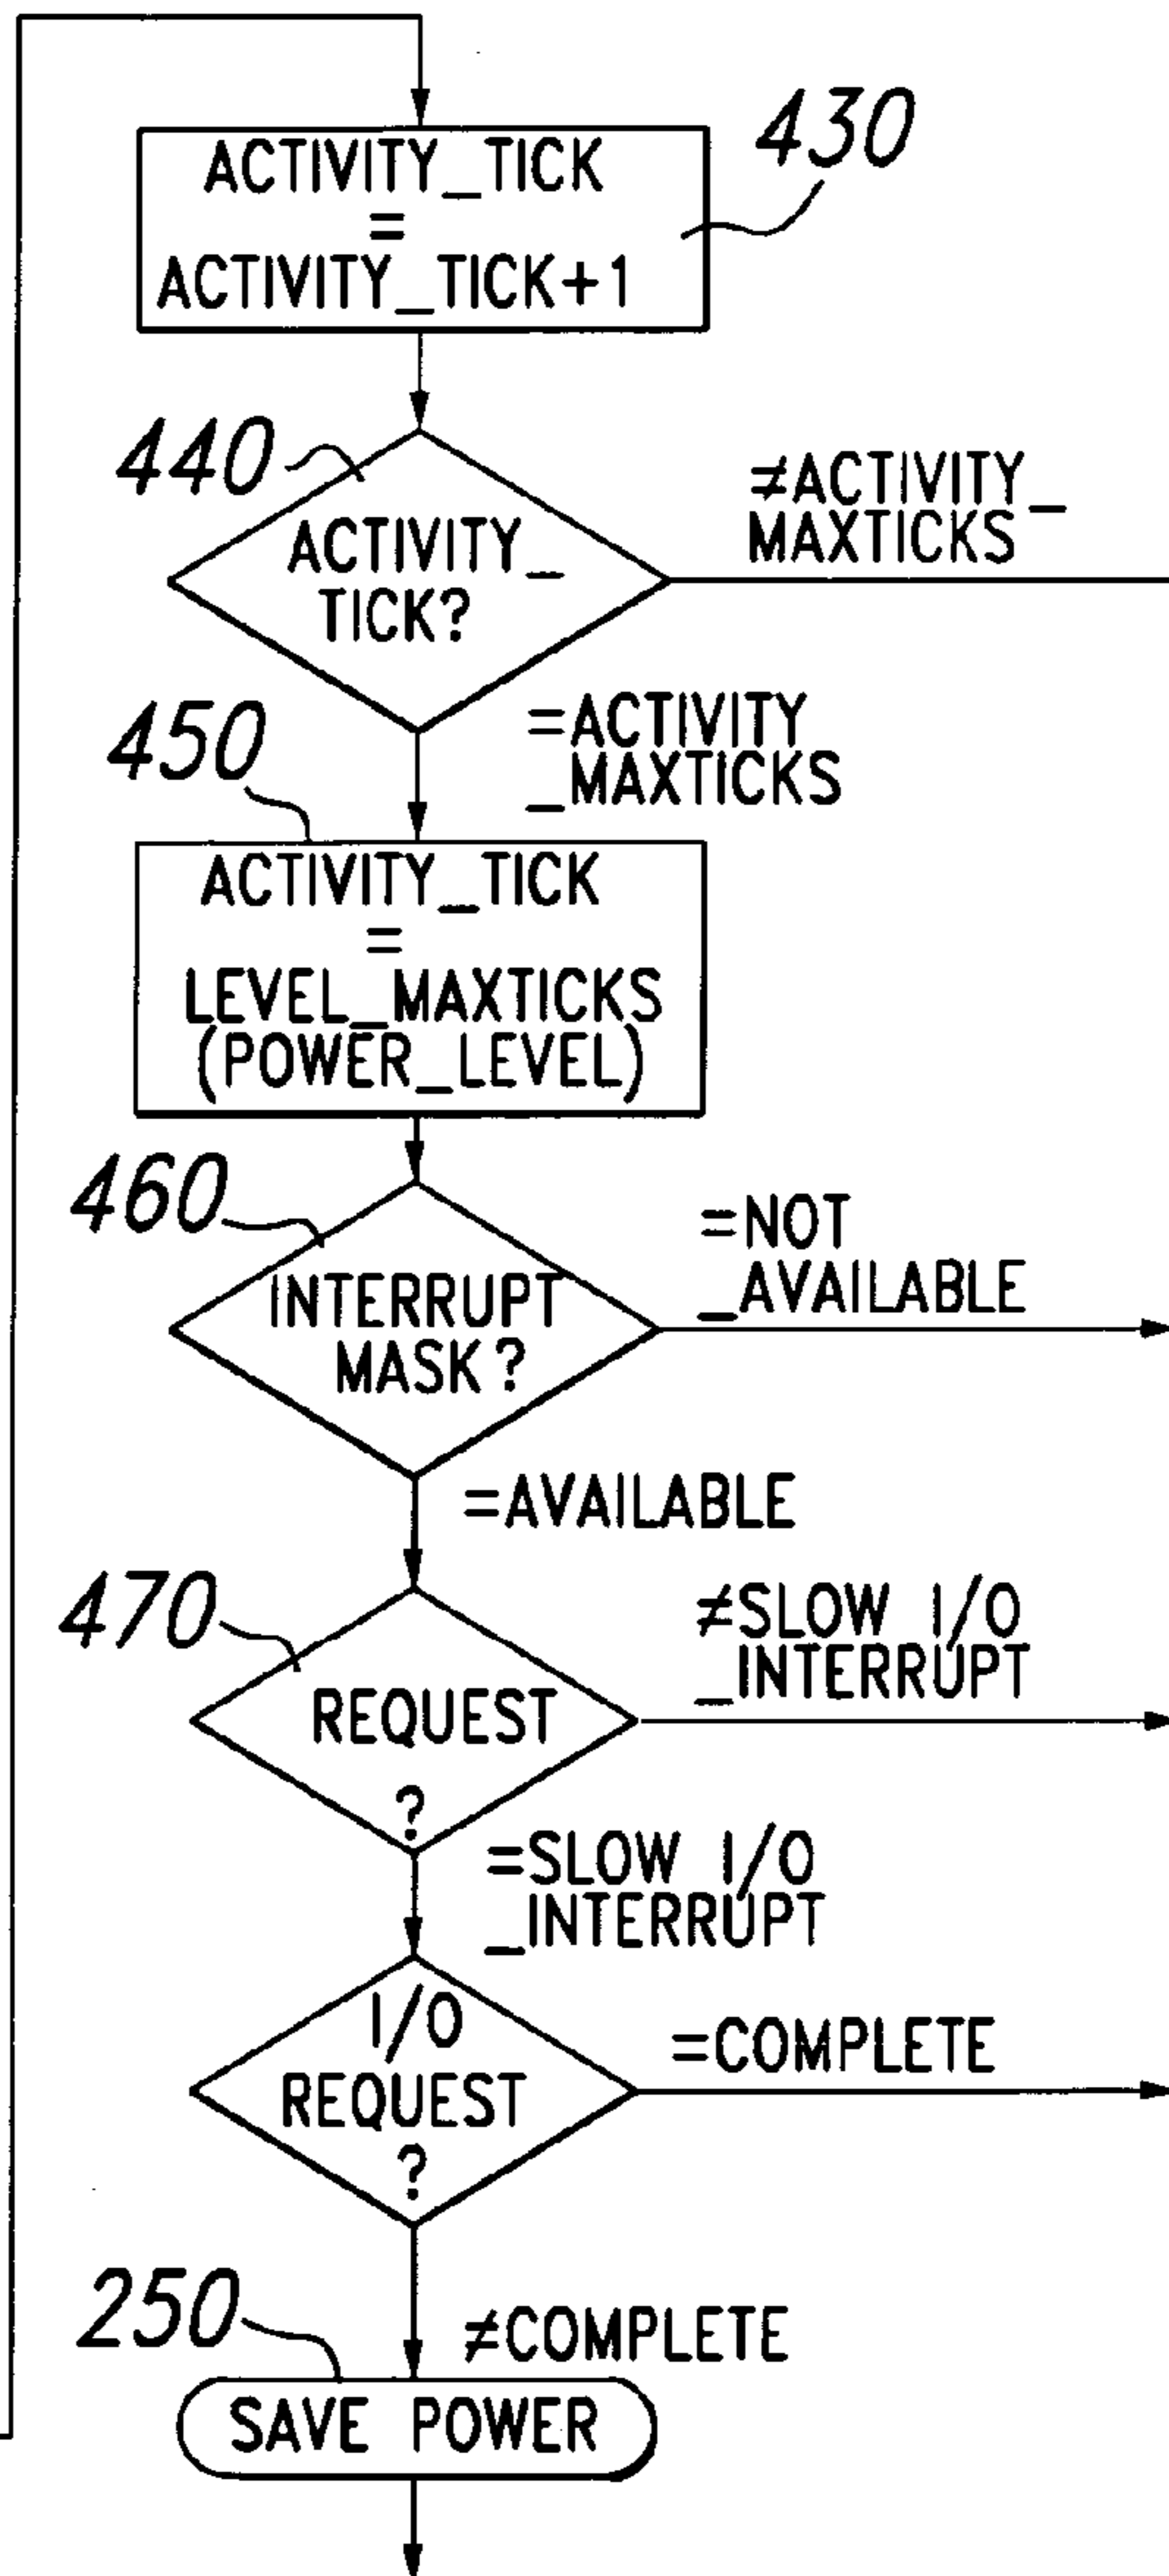 430
ACTIVITY_TICK
=
ACTIVITY_TICK+1
440
≠ACTIVITY_
MAXTICKS
ACTIVITY_
TICK?
450
=ACTIVITY
_MAXTICKS
ACTIVITY_TICK
=
LEVEL_MAXTICKS
(POWER_LEVEL)
460
=NOT
_AVAILABLE
INTERRUPT
MASK?
=AVAILABLE
470
≠SLOW I/O
_INTERRUPT
REQUEST
?
=SLOW I/O
_INTERRUPT
I/O
REQUEST
?
=COMPLETE
250
≠COMPLETE
SAVE POWER